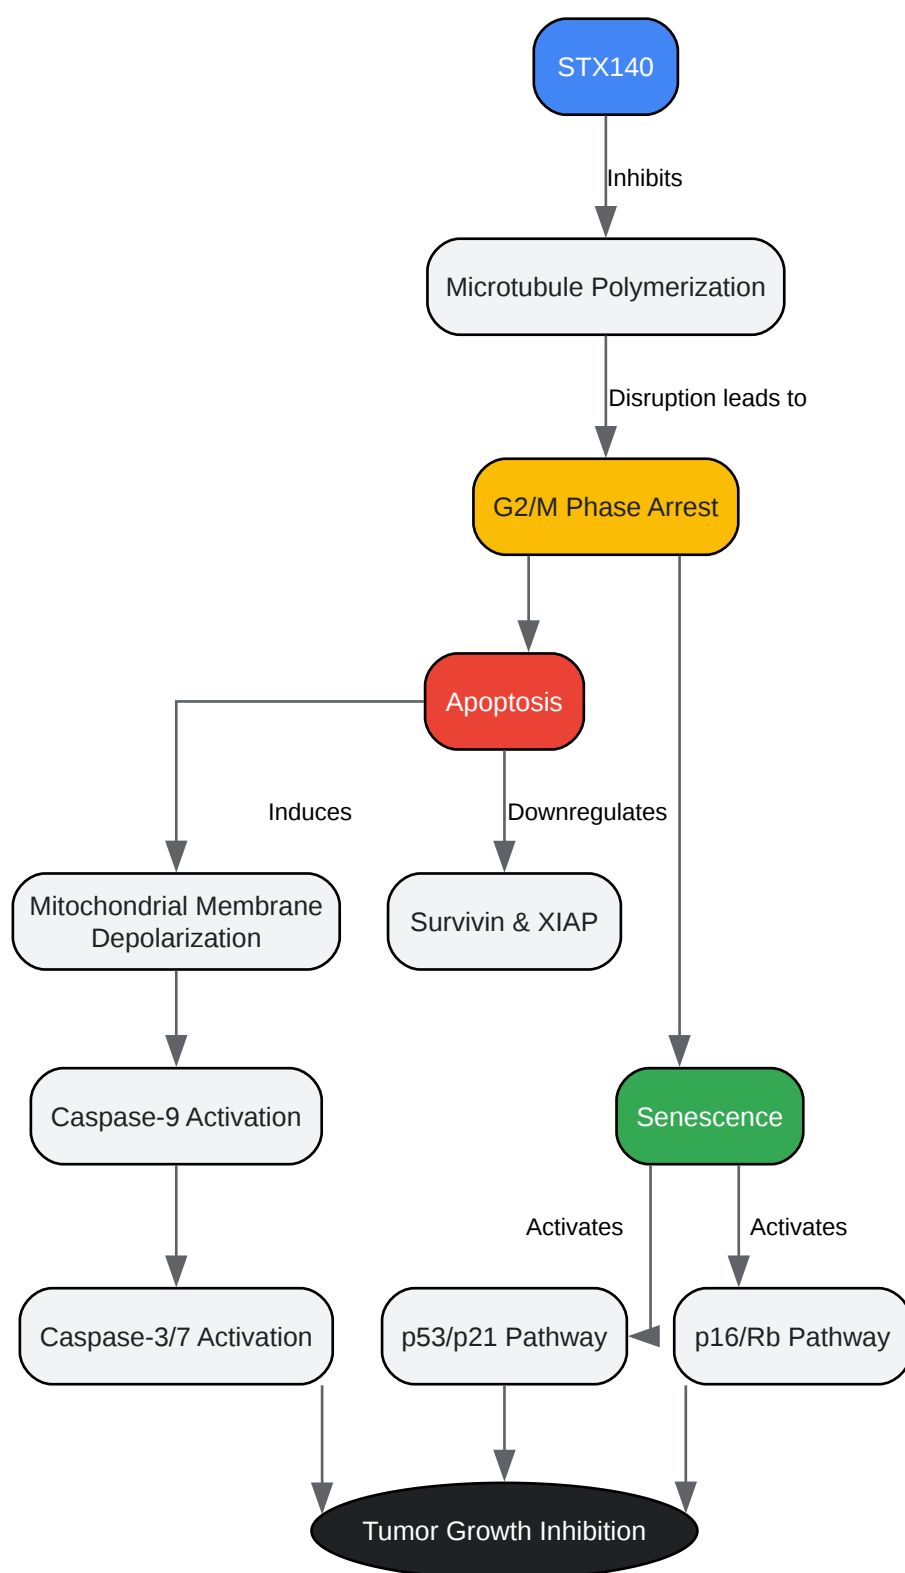 STX140
Inhibits
Microtubule Polymerization
Disruption leads to
G2/M Phase Arrest
Apoptosis
Induces
Downregulates
Mitochondrial Membrane
Depolarization
Survivin & XIAP
Caspase-9 Activation
Senescence
Activates
Activates
Caspase-3/7 Activation
p53/p21 Pathway
p16/Rb Pathway
Tumor Growth Inhibition